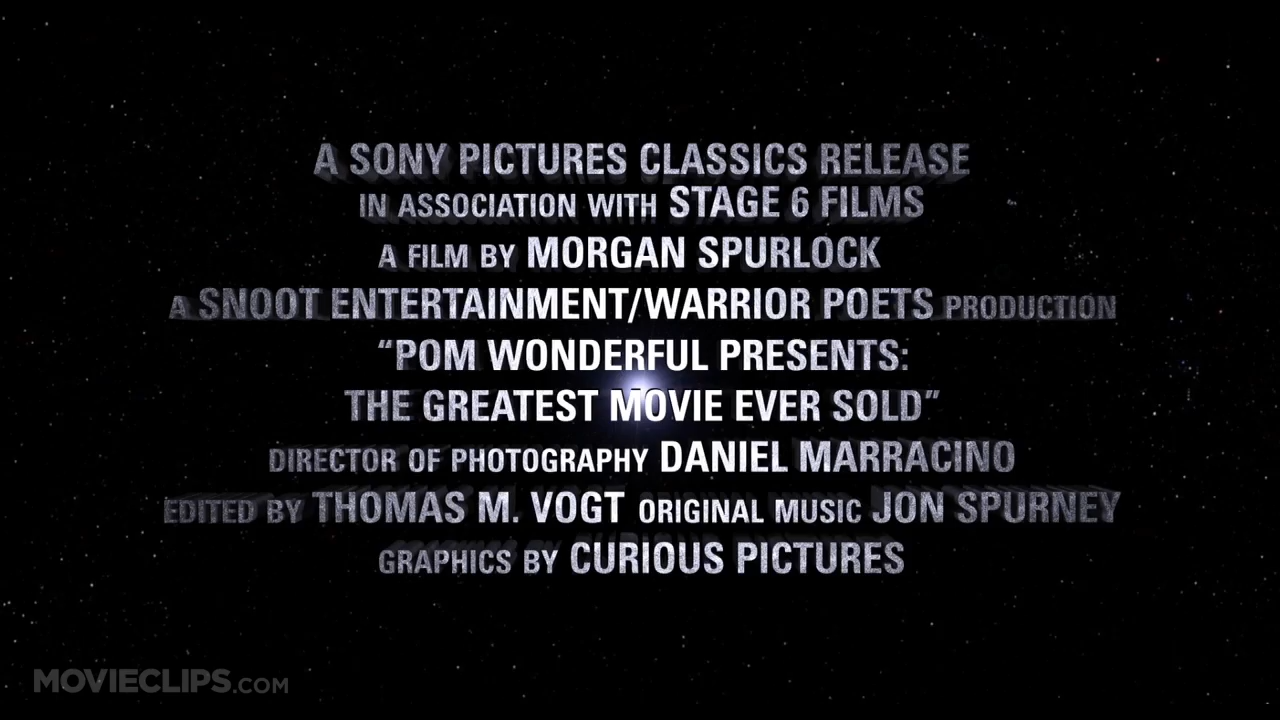 A SONY PICTURES CLASSICS RELEASE
IN ASSOCIATION WITH STAGE 6 FILMS
A FILM BY MORGAN SPURLOCK
A SNOOT ENTERTAINMENT/WARRIOR POETS PRODUCTION
“POM WONDERFUL PRESENTS:
THE GREATEST MOVIE EVER SOLD”
DIRECTOR OF PHOTOGRAPHY DANIEL MARRACINO
EDITED BY THOMAS M. VOGT ORIGINAL MUSIC JON SPURNEY
GRAPHICS BY CURIOUS PICTURES
MOVIECLIPS.COM